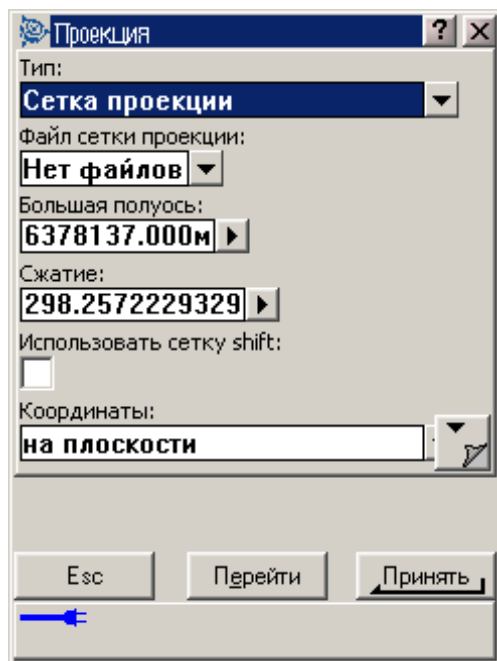 Проекция ? X
Тип:
Сетка проекции
Файл сетки проекции:
Нет файлов
Большая полуось:
6378137.000м
Сжатие:
298.2572229329
Использовать сетку shift:
Координаты:
на плоскости
Esc Перейти Принять